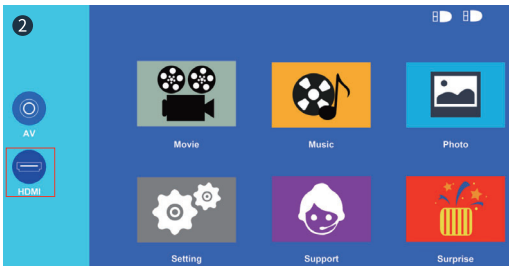 2
AV
HDMI
Movie
Music
Photo
Setting
Support
Surprise